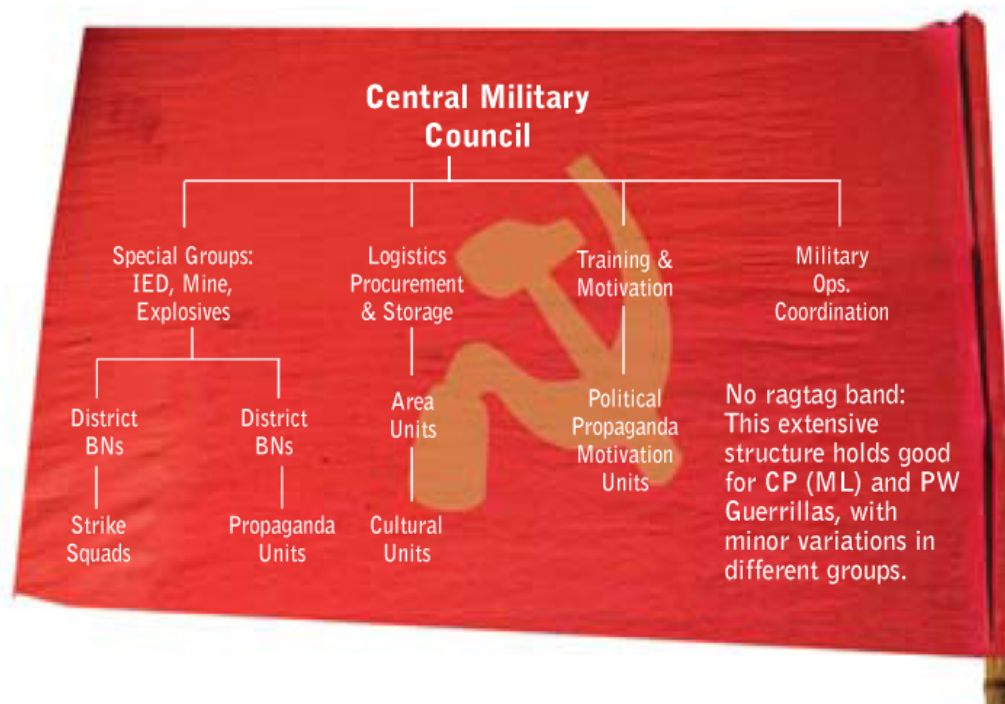 Central Military
Council
Special Groups:
IED, Mine,
Explosives
Logistics
Procurement
& Storage
Training &
Motivation
Military
Ops.
Coordination
District
BNs
District
BNs
Area
Units
Political
Propaganda
Motivation
Units
Strike
Squads
Propaganda
Units
Cultural
Units
No ragtag band:
This extensive
structure holds good
for CP (ML) and PW
Guerrillas, with
minor variations in
different groups.